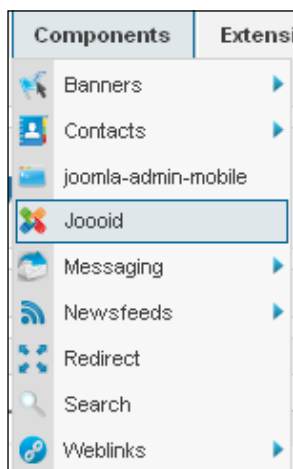 Components Extensi
Banners
Contacts
joomla-admin-mobile
Joooid
Messaging
Newsfeeds
Redirect
Search
Weblinks